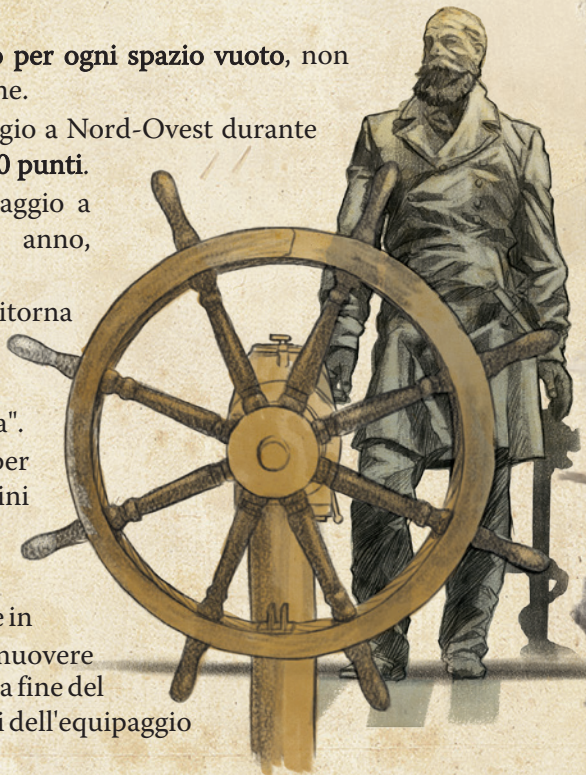 per ogni spazio vuoto, non
ne.
gio a Nord-Ovest durante
0 punti.
aggio a
anno,
itorna
a".
per
ini
e in
nuovere
a fine del
i dell'equipaggio